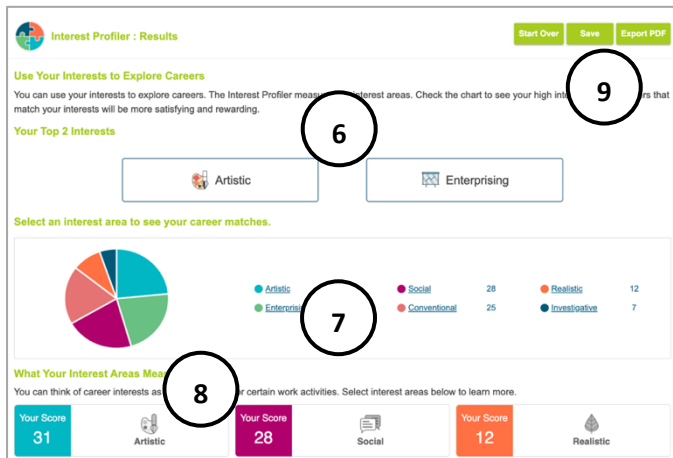 Interest Profiler : Results
Start Over Save Export PDF
Use Your Interests to Explore Careers
You can use your interests to explore careers. The Interest Profiler interest areas. Check the chart to see your high that
match your interests will be more satisfying and rewarding.
Your Top 2 Interests
9
6
Artistic Enterprising
Select an interest area to see your career matches.
Artistic Social 28 Realistic 12
Conventional 25 Investigative 7
7
What Your Interest Areas
You can think of career interests as certain work activities. Select interest areas below to learn more.
8
Your Score Your Score Your Score
31 Artistic 28 Social 12 Realistic